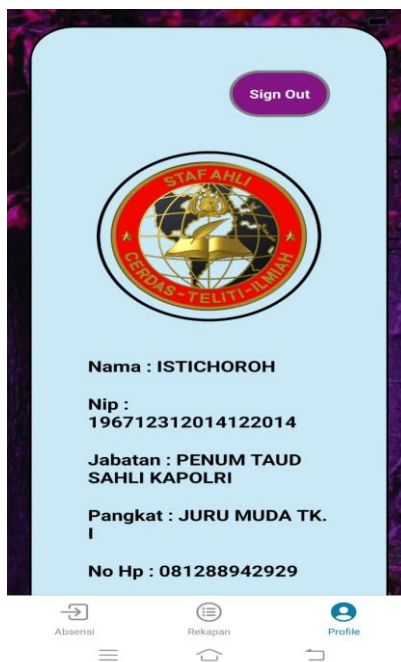 Sign Out
STAF AHLI
CERDAS-TELITI-ILMIAH
Nama : ISTICHOROH
Nip :
196712312014122014
Jabatan : PENUM TAUD
SAHLI KAPOLRI
Pangkat : JURU MUDA TK.
I
No Hp : 081288942929
Absensi
Rekapan
Profile